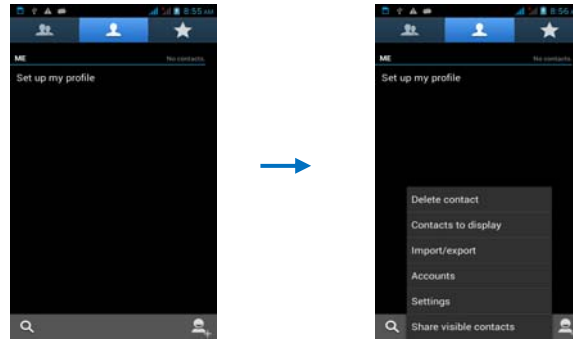 8:55 AM
ME
No contacts.
Set up my profile
8:56
ME
No contacts.
Set up my profile
Delete contact
Contacts to display
Import/export
Accounts
Settings
Share visible contacts